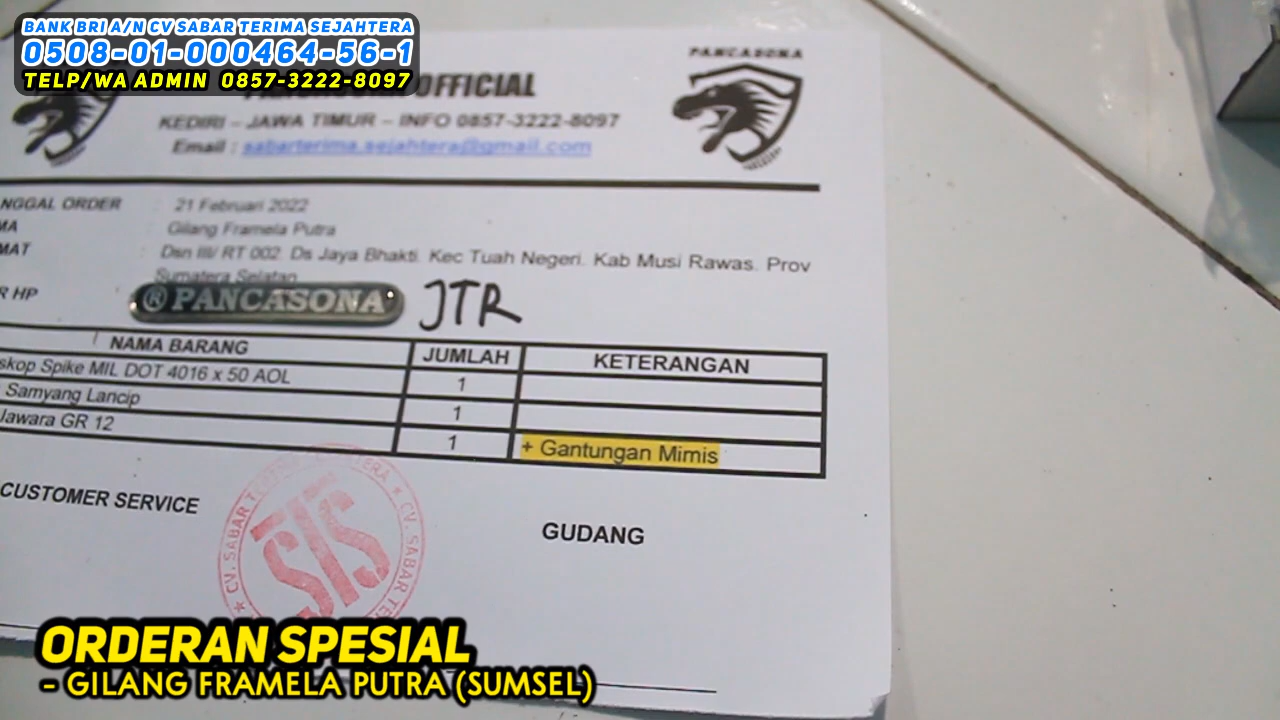 BANK BRI A/N CV SABAR TERIMA SEJAHTERA
0508-01-000464-56-1
TELP/WA ADMIN 0857-3222-8097
PANCASONA
OFFICIAL
KEDIRI – JAWA TIMUR – INFO 0857-3222-8097
Email : sabarterima.sejahtera@gmail.com
NGGAL ORDER : 21 Februari 2022
MA : Gilang Framela Putra
MAT : Dsn III/ RT 002. Ds Jaya Bhakti. Kec Tuah Negeri. Kab Musi Rawas. Prov
Sumatera Selatan
R HP
® PANCASONA JTR
NAMA BARANG JUMLAH KETERANGAN
skop Spike MIL DOT 4016 x 50 AOL 1
Samyang Lancip 1
Jawara GR 12 1 + Gantungan Mimis
CUSTOMER SERVICE
GUDANG
CV. SABAR
STS
ORDERAN SPESIAL
- GILANG FRAMELA PUTRA (SUMSEL)